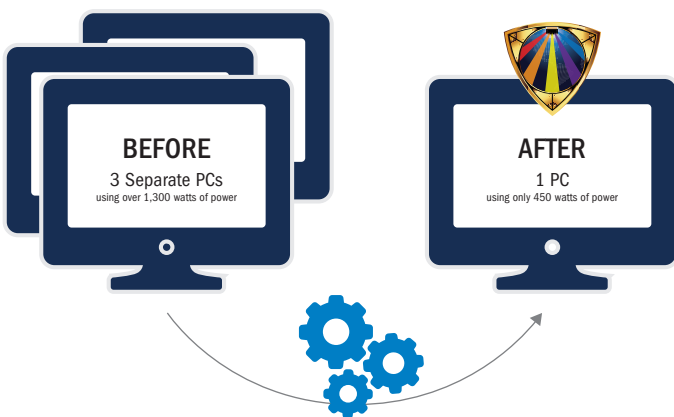 BEFORE
3 Separate PCs
using over 1,300 watts of power
AFTER
1 PC
using only 450 watts of power